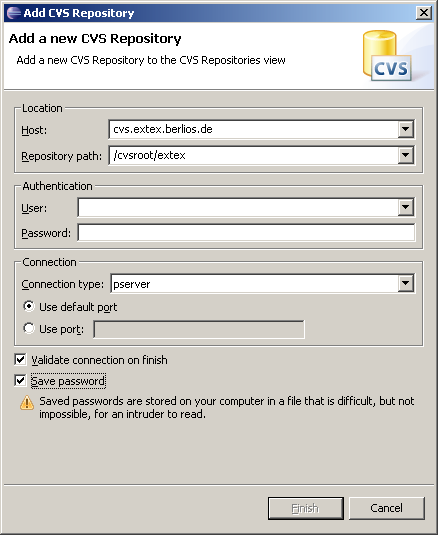 Add CVS Repository
Add a new CVS Repository
Add a new CVS Repository to the CVS Repositories view
CVS
Location
Host: cvs.extex.berlios.de
Repository path: /cvsroot/extex
Authentication
User:
Password:
Connection
Connection type: pserver
Use default port
Use port:
Validate connection on finish
Save password
Saved passwords are stored on your computer in a file that is difficult, but not
impossible, for an intruder to read.
Finish Cancel